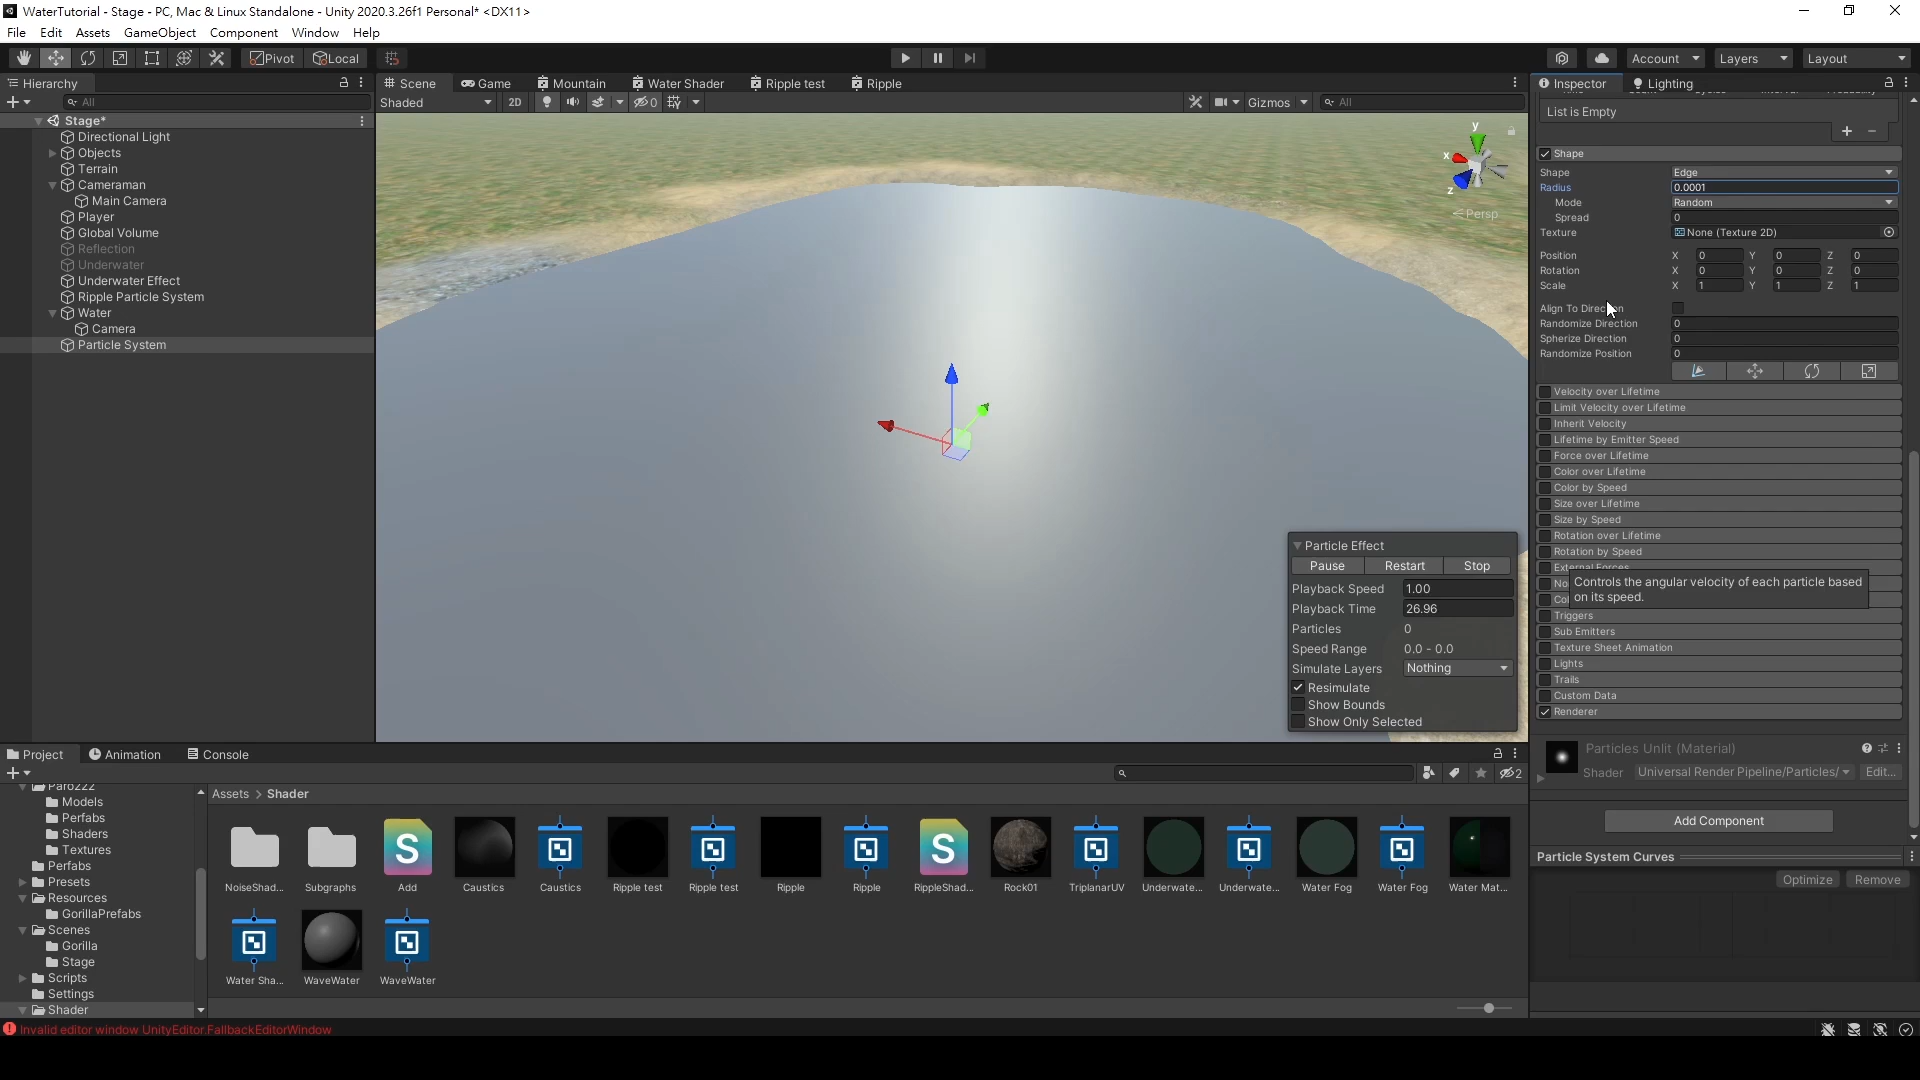 WaterTutorial - Stage - PC, Mac & Linux Standalone - Unity 2020.3.26f1 Personal* <DX11>
File Edit Assets GameObject Component Window Help
Pivot Local Account Layers Layout
Hierarchy
All
Stage*
Directional Light
Objects
Terrain
Cameraman
Main Camera
Player
Global Volume
Reflection
Underwater
Underwater Effect
Ripple Particle System
Water
Camera
Particle System
Scene Game Mountain Water Shader Ripple test Ripple
Shaded 2D 0 Gizmos All
y
x
z
Persp
Particle Effect
Pause Restart Stop
Playback Speed 1.00
Playback Time 26.96
Particles 0
Speed Range 0.0 - 0.0
Simulate Layers Nothing
Resimulate
Show Bounds
Show Only Selected
Inspector Lighting
List is Empty
Shape
Shape Edge
Radius 0.0001
Mode Random
Spread 0
Texture None (Texture 2D)
Position X 0 Y 0 Z 0
Rotation X 0 Y 0 Z 0
Scale X 1 Y 1 Z 1
Align To Direction
Randomize Direction 0
Spherize Direction 0
Randomize Position 0
Velocity over Lifetime
Limit Velocity over Lifetime
Inherit Velocity
Lifetime by Emitter Speed
Force over Lifetime
Color over Lifetime
Color by Speed
Size over Lifetime
Size by Speed
Rotation over Lifetime
Rotation by Speed
External Forces
No
Co
Controls the angular velocity of each particle based
on its speed.
Triggers
Sub Emitters
Texture Sheet Animation
Lights
Trails
Custom Data
Renderer
Particles Unlit (Material)
Shader Universal Render Pipeline/Particles/ Edit...
Add Component
Particle System Curves
Optimize Remove
Project Animation Console
2
Paro222
Models
Perfabs
Shaders
Textures
Perfabs
Presets
Resources
GorillaPrefabs
Scenes
Gorilla
Stage
Scripts
Settings
Shader
Assets > Shader
NoiseShad... Subgraphs Add Caustics Caustics Ripple test Ripple test Ripple Ripple RippleShad... Rock01 TriplanarUV Underwate... Underwate... Water Fog Water Fog Water Mat...
Water Sha... WaveWater WaveWater
Invalid editor window UnityEditor.FallbackEditorWindow